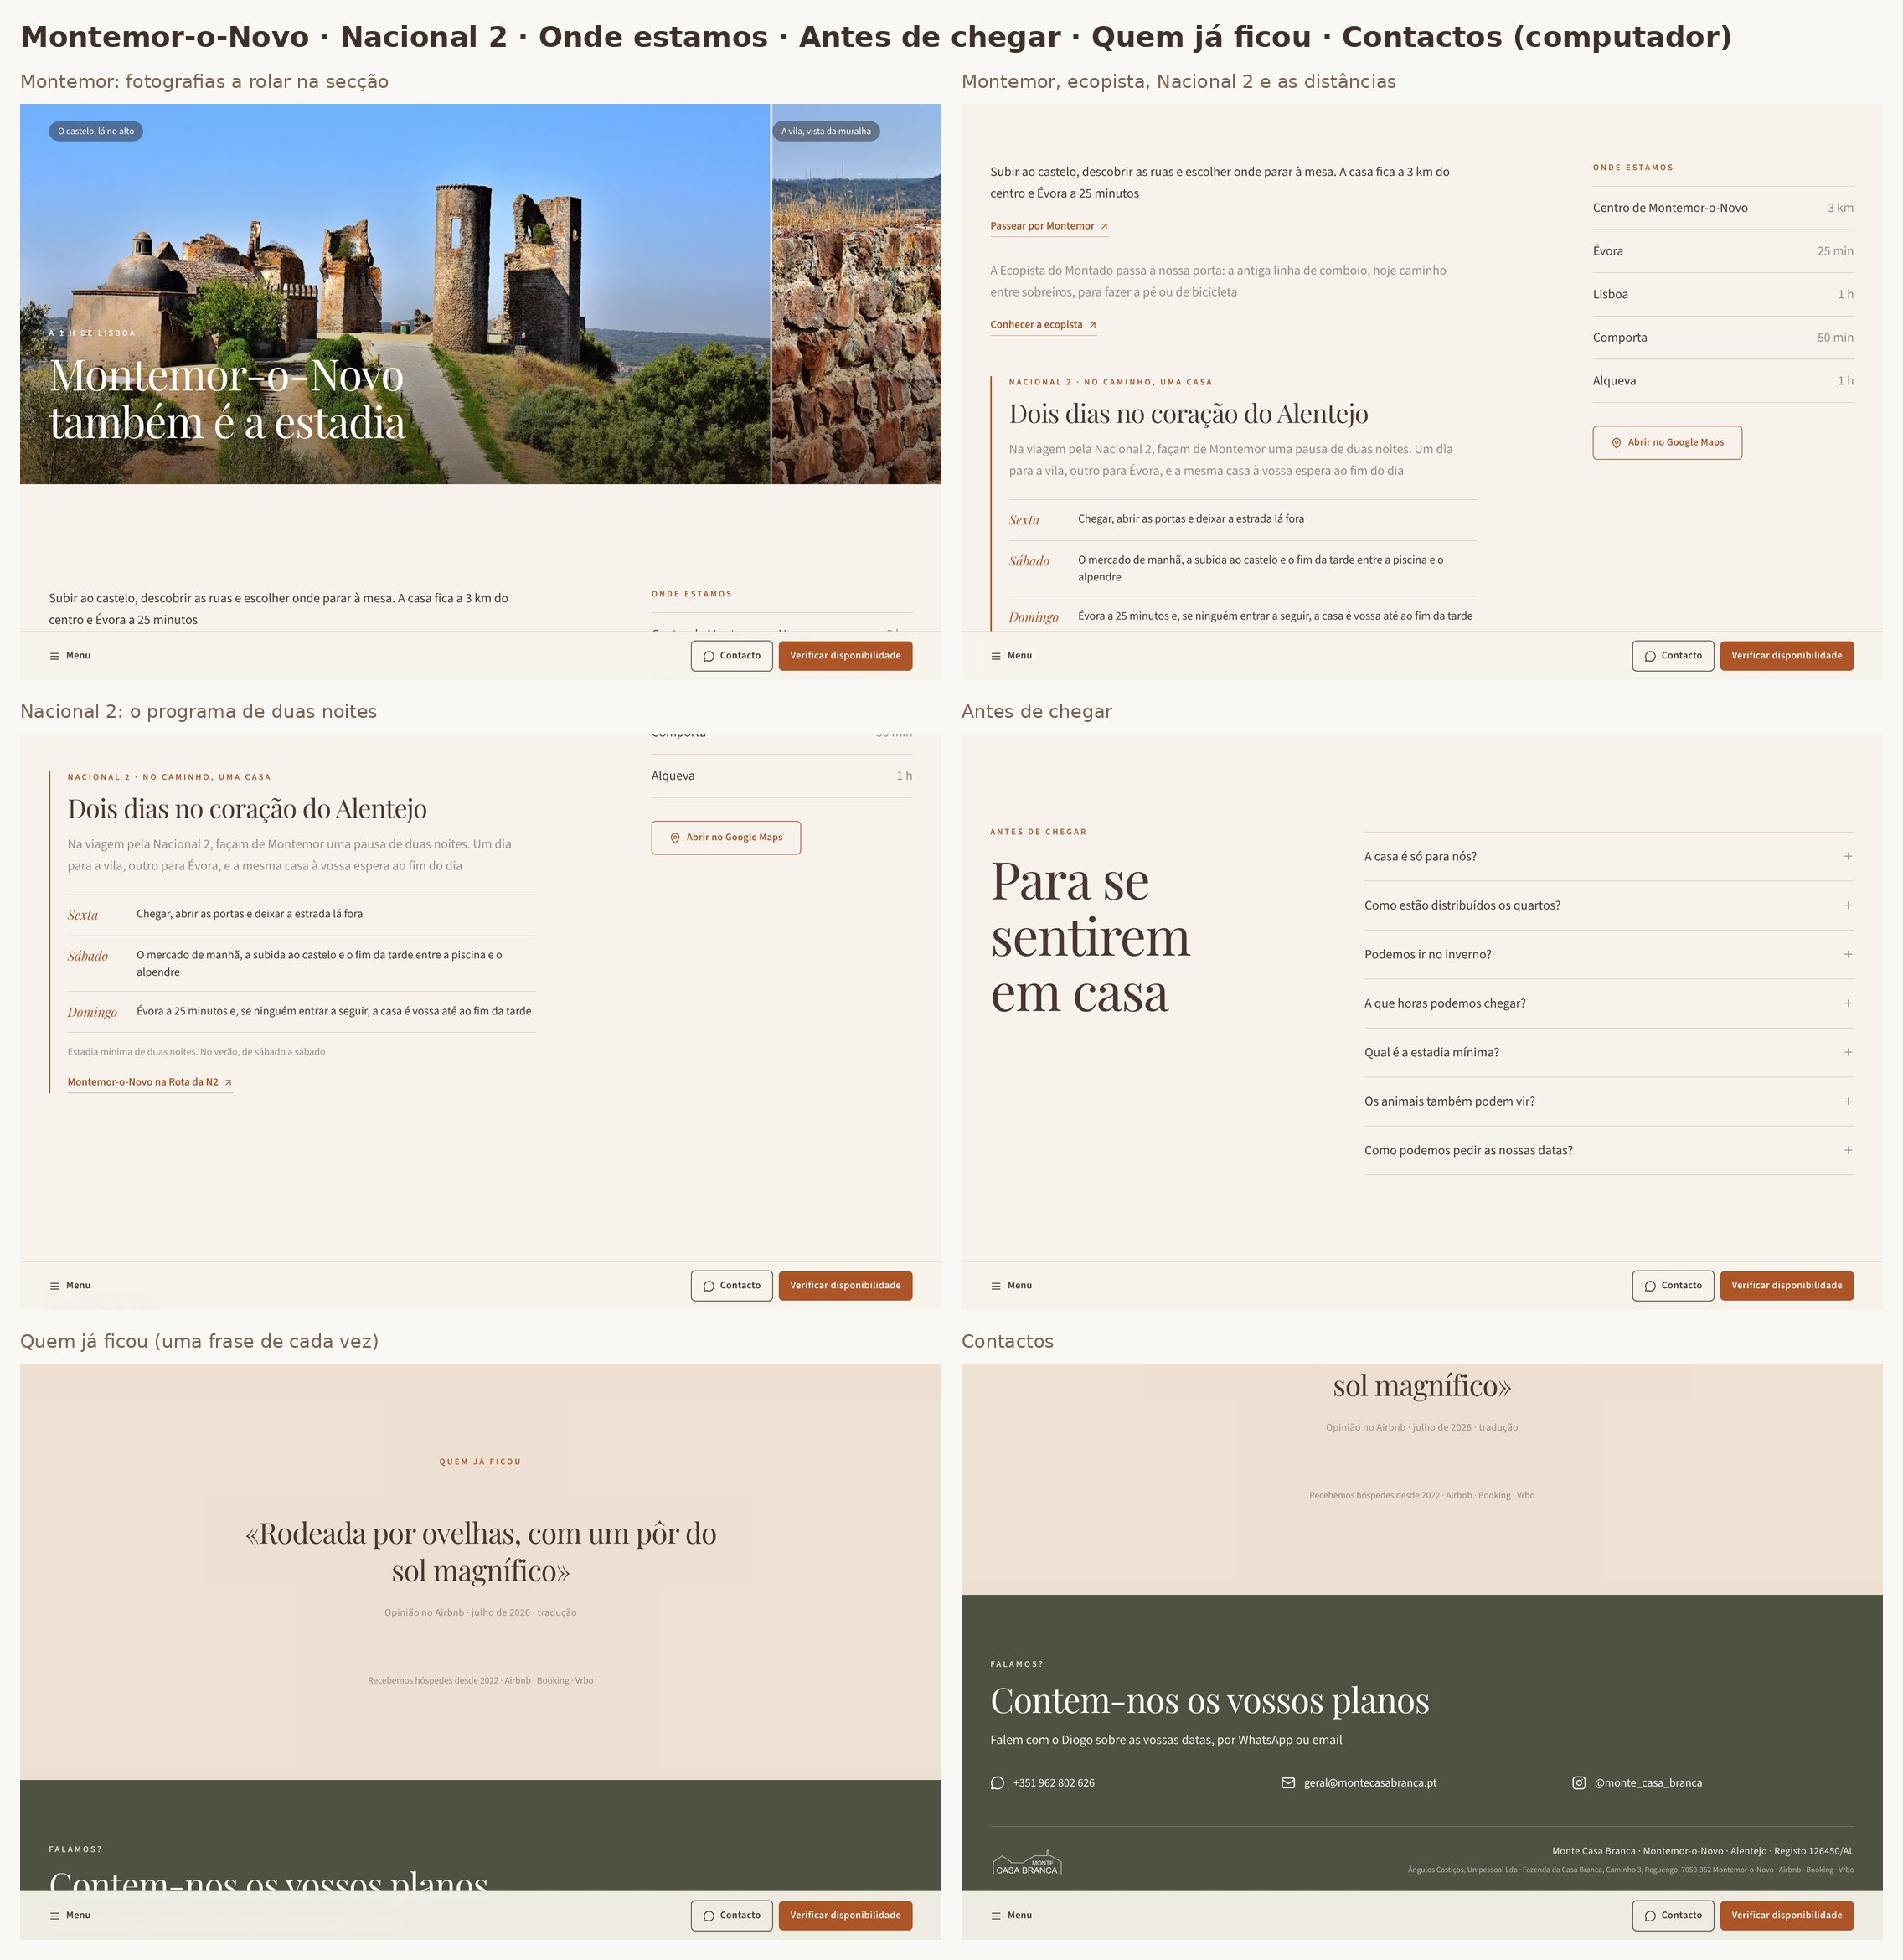 Montemor-o-Novo · Nacional 2 · Onde estamos · Antes de chegar · Quem já ficou · Contactos (computador)
Montemor: fotografias a rolar na secção
O castelo, lá no alto
A vila, vista da muralha
A 1 H DE LISBOA
Montemor-o-Novo
também é a estadia
Subir ao castelo, descobrir as ruas e escolher onde parar à mesa. A casa fica a 3 km do
centro e Évora a 25 minutos
ONDE ESTAMOS
Menu
Contacto
Verificar disponibilidade
Montemor, ecopista, Nacional 2 e as distâncias
Subir ao castelo, descobrir as ruas e escolher onde parar à mesa. A casa fica a 3 km do
centro e Évora a 25 minutos
Passear por Montemor
A Ecopista do Montado passa à nossa porta: a antiga linha de comboio, hoje caminho
entre sobreiros, para fazer a pé ou de bicicleta
Conhecer a ecopista
NACIONAL 2 · NO CAMINHO, UMA CASA
Dois dias no coração do Alentejo
Na viagem pela Nacional 2, façam de Montemor uma pausa de duas noites. Um dia
para a vila, outro para Évora, e a mesma casa à vossa espera ao fim do dia
Sexta Chegar, abrir as portas e deixar a estrada lá fora
Sábado O mercado de manhã, a subida ao castelo e o fim da tarde entre a piscina e o
alpendre
Domingo Évora a 25 minutos e, se ninguém entrar a seguir, a casa é vossa até ao fim da tarde
ONDE ESTAMOS
Centro de Montemor-o-Novo 3 km
Évora 25 min
Lisboa 1 h
Comporta 50 min
Alqueva 1 h
Abrir no Google Maps
Menu
Contacto
Verificar disponibilidade
Nacional 2: o programa de duas noites
Comporta 50 min
Alqueva 1 h
Abrir no Google Maps
NACIONAL 2 · NO CAMINHO, UMA CASA
Dois dias no coração do Alentejo
Na viagem pela Nacional 2, façam de Montemor uma pausa de duas noites. Um dia
para a vila, outro para Évora, e a mesma casa à vossa espera ao fim do dia
Sexta Chegar, abrir as portas e deixar a estrada lá fora
Sábado O mercado de manhã, a subida ao castelo e o fim da tarde entre a piscina e o
alpendre
Domingo Évora a 25 minutos e, se ninguém entrar a seguir, a casa é vossa até ao fim da tarde
Estadia mínima de duas noites. No verão, de sábado a sábado
Montemor-o-Novo na Rota da N2
Menu
Contacto
Verificar disponibilidade
Antes de chegar
ANTES DE CHEGAR
Para se
sentirem
em casa
A casa é só para nós?
Como estão distribuídos os quartos?
Podemos ir no inverno?
A que horas podemos chegar?
Qual é a estadia mínima?
Os animais também podem vir?
Como podemos pedir as nossas datas?
Menu
Contacto
Verificar disponibilidade
Quem já ficou (uma frase de cada vez)
QUEM JÁ FICOU
«Rodeada por ovelhas, com um pôr do
sol magnífico»
Opinião no Airbnb · julho de 2026 · tradução
Recebemos hóspedes desde 2022 · Airbnb · Booking · Vrbo
FALAMOS?
Contem-nos os vossos planos
Menu
Contacto
Verificar disponibilidade
Contactos
sol magnífico»
Opinião no Airbnb · julho de 2026 · tradução
Recebemos hóspedes desde 2022 · Airbnb · Booking · Vrbo
FALAMOS?
Contem-nos os vossos planos
Falem com o Diogo sobre as vossas datas, por WhatsApp ou email
+351 962 802 626
geral@montecasabranca.pt
@monte_casa_branca
MONTE
CASA BRANCA
Monte Casa Branca · Montemor-o-Novo · Alentejo · Registo 126450/AL
Ângulos Castiços, Unipessoal Lda · Fazenda da Casa Branca, Caminho 3, Reguengo, 7050-352 Montemor-o-Novo · Airbnb · Booking · Vrbo
Menu
Contacto
Verificar disponibilidade